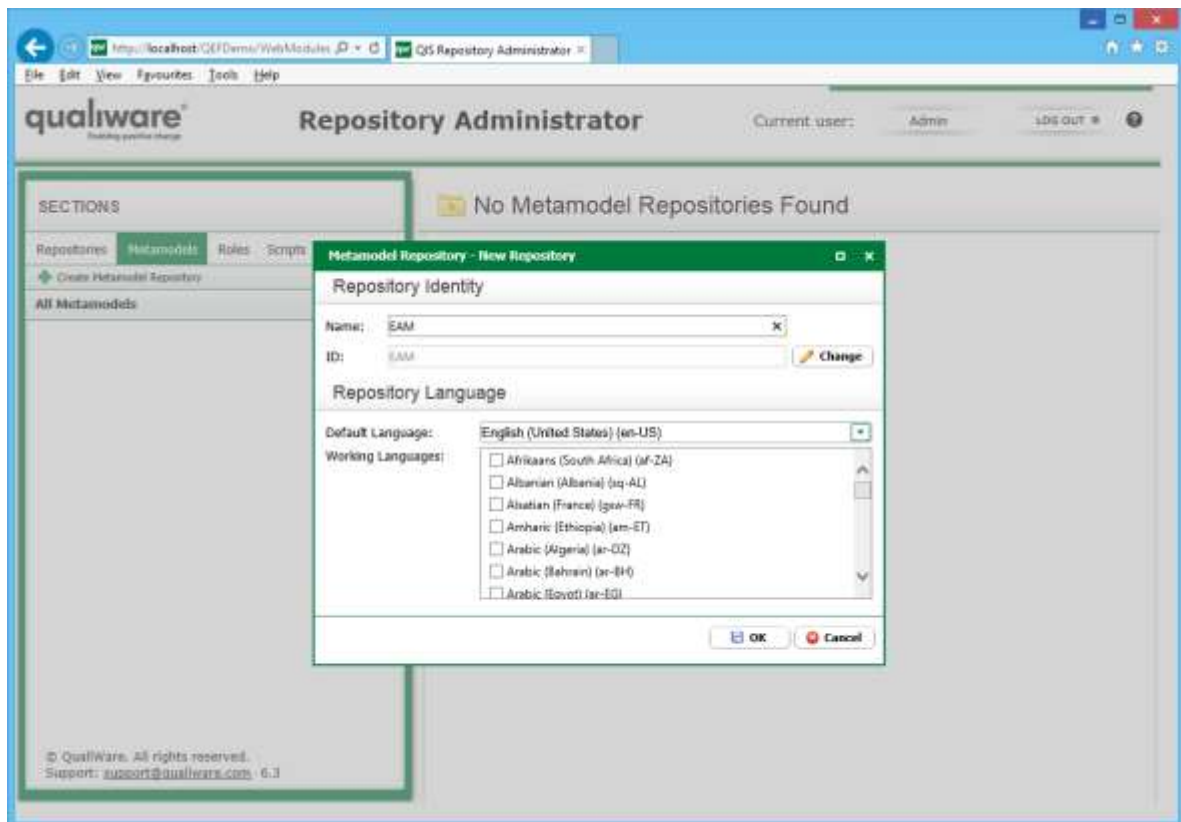 http://localhost/QEFDemo/WebModules
QIS Repository Administrator
File Edit View Favourites Tools Help
qualiware
Repository Administrator
Current user:
Admin
LOG OUT
SECTIONS
No Metamodel Repositories Found
Repositories Metamodels Roles Scripts
Create Metamodel Repository
All Metamodels
Metamodel Repository - New Repository
Repository Identity
Name: EAM
ID: EAM
Change
Repository Language
Default Language: English (United States) (en-US)
Working Languages:
Afrikaans (South Africa) (af-ZA)
Albanian (Albania) (sq-AL)
Alsatian (France) (gsw-FR)
Amharic (Ethiopia) (am-ET)
Arabic (Algeria) (ar-DZ)
Arabic (Bahrain) (ar-BH)
Arabic (Egypt) (ar-EG)
OK Cancel
© QualiWare. All rights reserved.
Support: support@qualiware.com 6.3